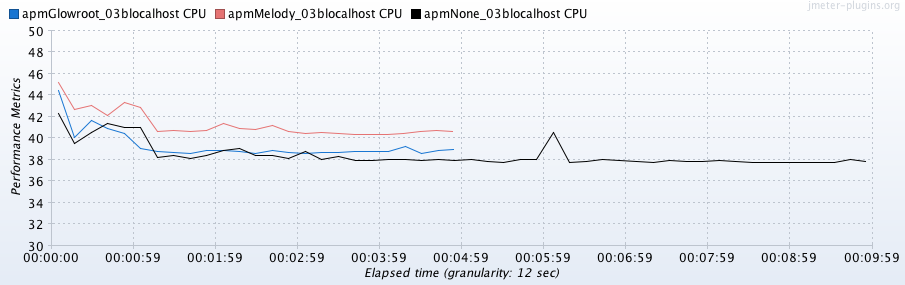 jmeter-plugins.org
apmGlowroot_03blocalhost CPU apmMelody_03blocalhost CPU apmNone_03blocalhost CPU
Performance Metrics
50
48
46
44
42
40
38
36
34
32
30
00:00:00 00:00:59 00:01:59 00:02:59 00:03:59 00:04:59 00:05:59 00:06:59 00:07:59 00:08:59 00:09:59
Elapsed time (granularity: 12 sec)